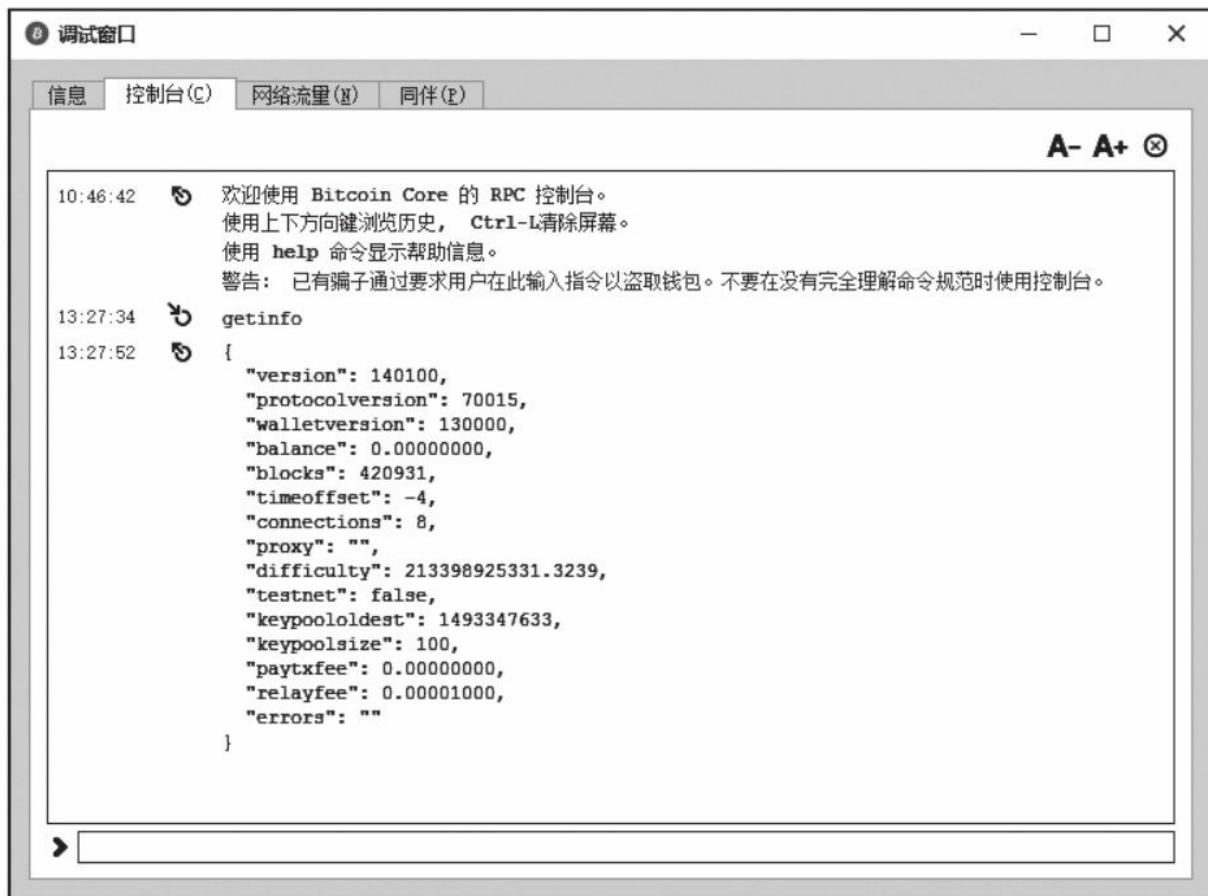 调试窗口
信息 控制台(C) 网络流量(N) 同伴(P)
A- A+
10:46:42 欢迎使用 Bitcoin Core 的 RPC 控制台。
使用上下方向键浏览历史, Ctrl-L清除屏幕。
使用 help 命令显示帮助信息。
警告: 已有骗子通过要求用户在此输入指令以盗取钱包。不要在没有完全理解命令规范时使用控制台。
13:27:34 getinfo
13:27:52 {
"version": 140100,
"protocolversion": 70015,
"walletversion": 130000,
"balance": 0.00000000,
"blocks": 420931,
"timeoffset": -4,
"connections": 8,
"proxy": "",
"difficulty": 213398925331.3239,
"testnet": false,
"keypoololdest": 1493347633,
"keypoolsize": 100,
"paytxfee": 0.00000000,
"relayfee": 0.00001000,
"errors": ""
}